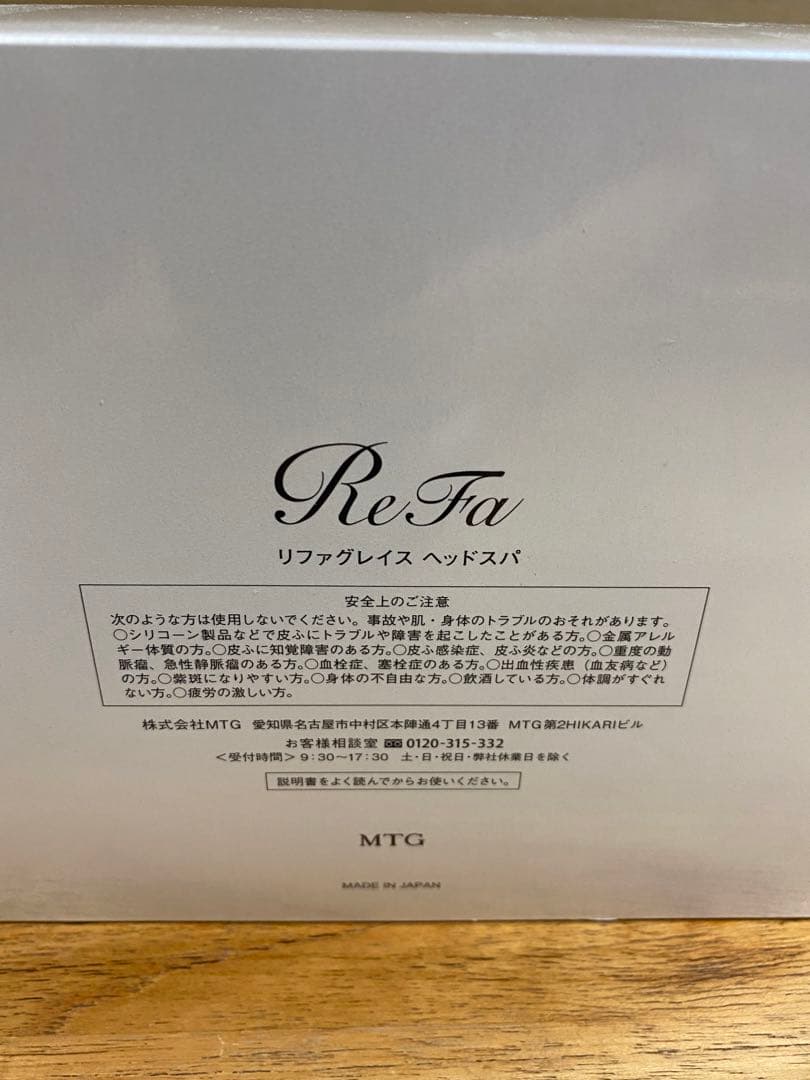 ReFa
リファグレイス ヘッドスパ
安全上のご注意
次のような方は使用しないでください。事故や肌・身体のトラブルのおそれがあります。
○シリコーン製品などで皮ふにトラブルや障害を起こしたことがある方。○金属アレル
ギー体質の方。○皮ふに知覚障害のある方。○皮ふ感染症、皮ふ炎などの方。○重度の動
脈瘤、急性静脈瘤のある方。○血栓症、塞栓症のある方。○出血性疾患（血友病など）
の方。○紫斑になりやすい方。○身体の不自由な方。○飲酒している方。○体調がすぐれ
ない方。○疲労の激しい方。
株式会社MTG 愛知県名古屋市中村区本陣通4丁目13番 MTG第2HIKARIビル
お客様相談室 0120-315-332
＜受付時間＞9:30～17:30 土・日・祝日・弊社休業日を除く
説明書をよく読んでからお使いください。
MTG
MADE IN JAPAN